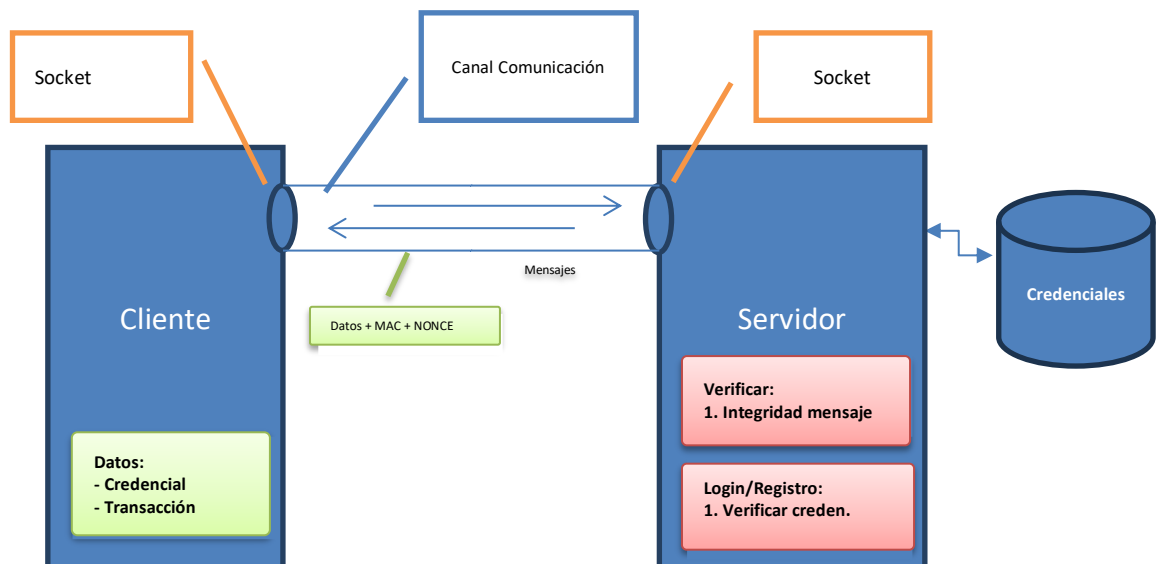 Socket
Canal Comunicación
Socket
Mensajes
Datos + MAC + NONCE
Cliente
Servidor
Credenciales
Verificar:
1. Integridad mensaje
Datos:
- Credencial
- Transacción
Login/Registro:
1. Verificar creden.